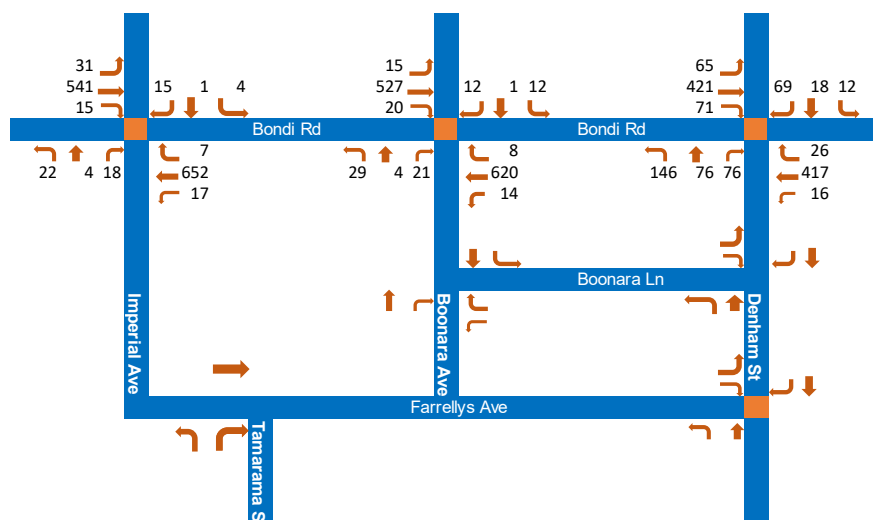 31 15 65
541 15 1 4 527 12 1 12 421 69 18 12
15 20 71
Bondi Rd Bondi Rd
7 8 26
22 4 18 652 29 4 21 620 146 76 76 417
17 14 16
Boonara Ln
Imperial Ave
Boonara Ave
Denham St
Farrellys Ave
Tamarama S